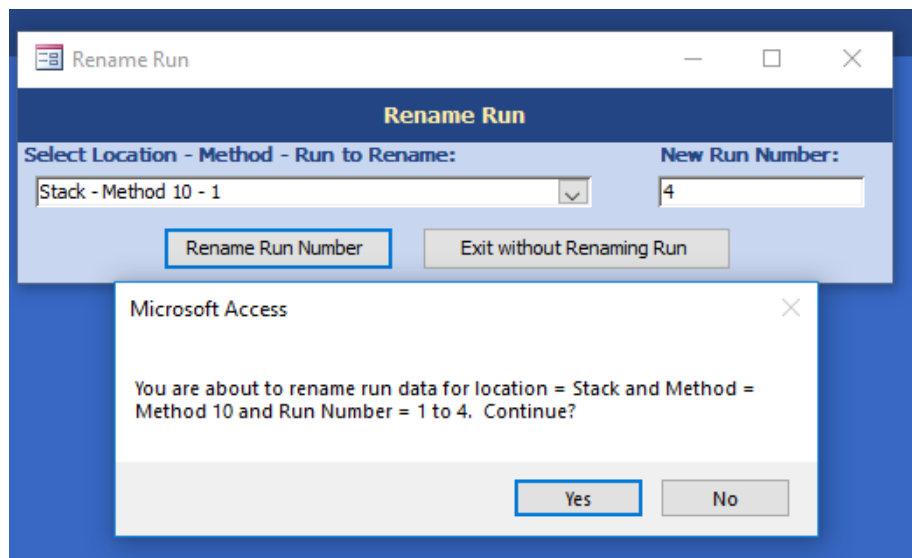 Rename Run
Rename Run
Select Location - Method - Run to Rename:
New Run Number:
Stack - Method 10 - 1
4
Rename Run Number
Exit without Renaming Run
Microsoft Access
You are about to rename run data for location = Stack and Method =
Method 10 and Run Number = 1 to 4.  Continue?
Yes
No